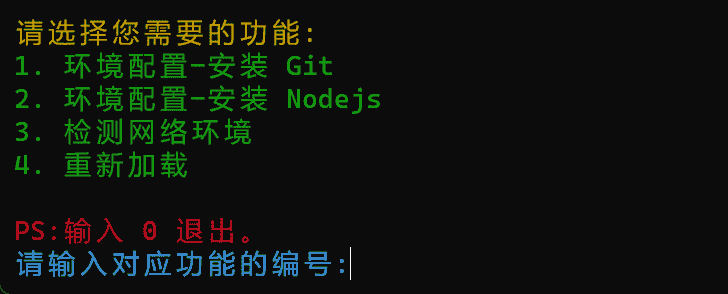 请选择您需要的功能:
1. 环境配置-安装 Git
2. 环境配置-安装 Nodejs
3. 检测网络环境
4. 重新加载
PS:输入 0 退出。
请输入对应功能的编号: